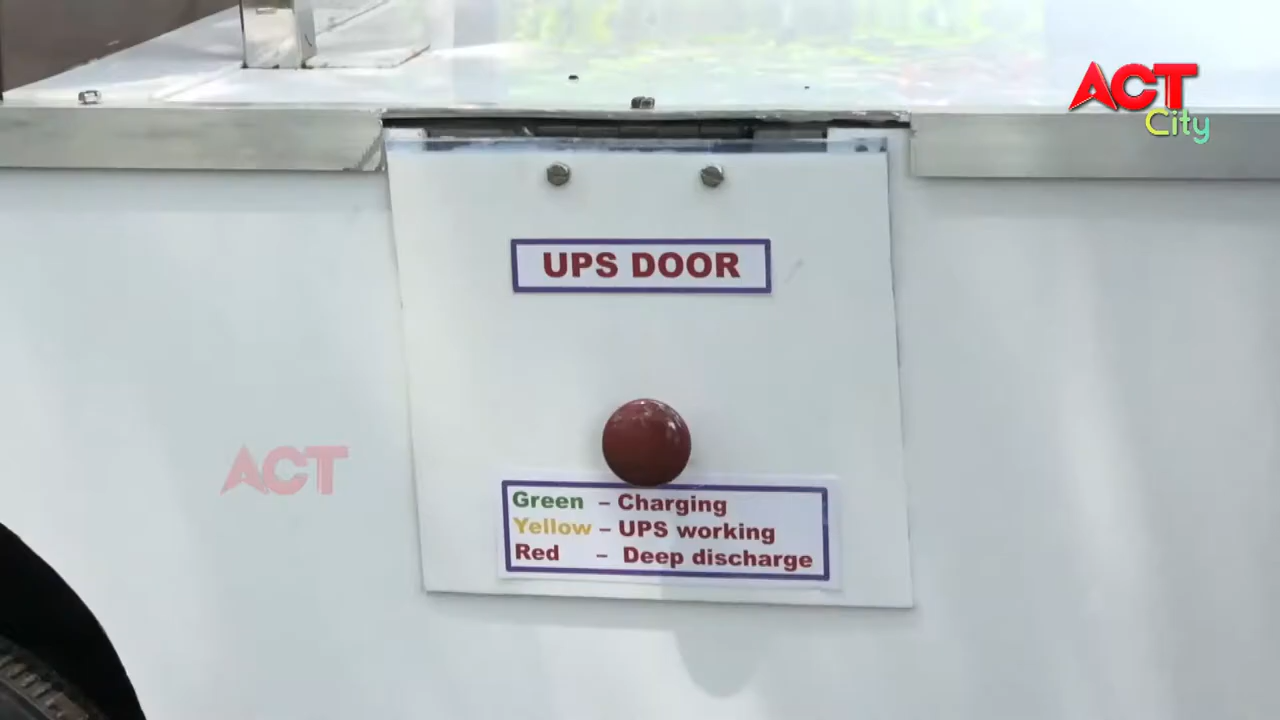 ACT
City
UPS DOOR
ACT
Green – Charging
Yellow – UPS working
Red – Deep discharge